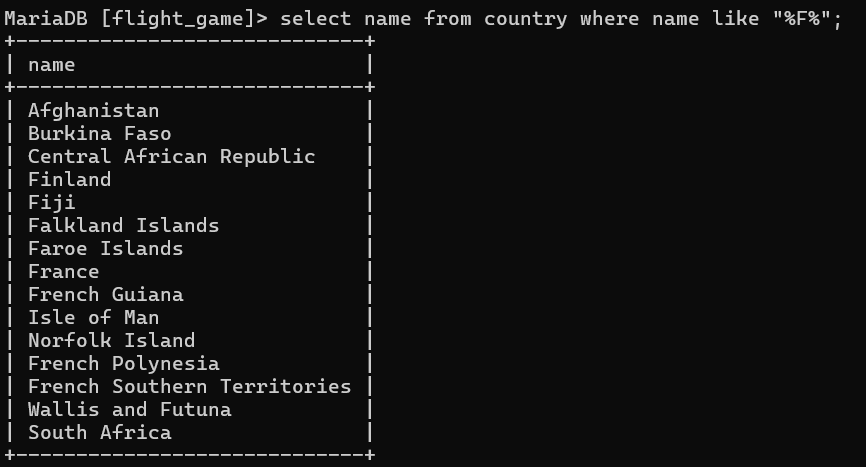 MariaDB [flight_game]> select name from country where name like "%F%";
+----------------------------+
| name                       |
+----------------------------+
| Afghanistan                |
| Burkina Faso               |
| Central African Republic   |
| Finland                    |
| Fiji                       |
| Falkland Islands           |
| Faroe Islands              |
| France                     |
| French Guiana              |
| Isle of Man                |
| Norfolk Island             |
| French Polynesia           |
| French Southern Territories |
| Wallis and Futuna          |
| South Africa               |
+----------------------------+